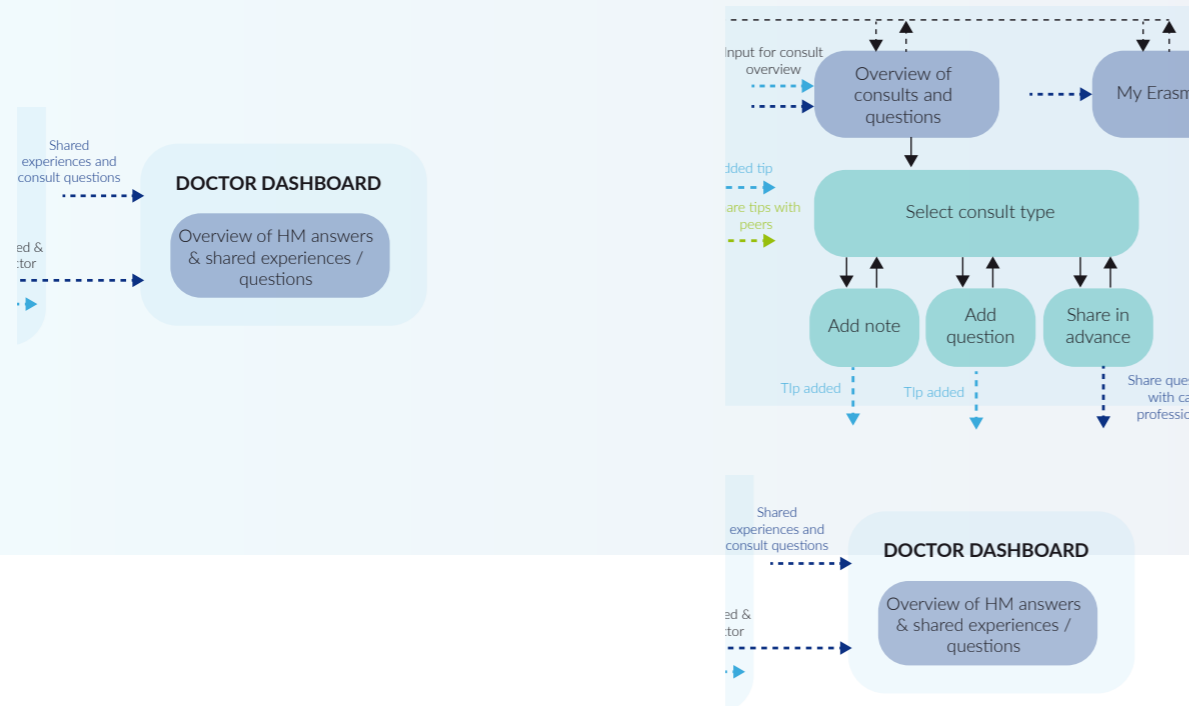 Shared
experiences and
consult questions
DOCTOR DASHBOARD
Overview of HM answers
& shared experiences /
questions
ed &
ctor
Input for consult
overview
Overview of
consults and
questions
My Erasm
dded tip
are tips with
peers
Select consult type
Add note
Add
question
Share in
advance
TIp added
TIp added
Share ques
with ca
professio
Shared
experiences and
consult questions
DOCTOR DASHBOARD
Overview of HM answers
& shared experiences /
questions
ed &
ctor